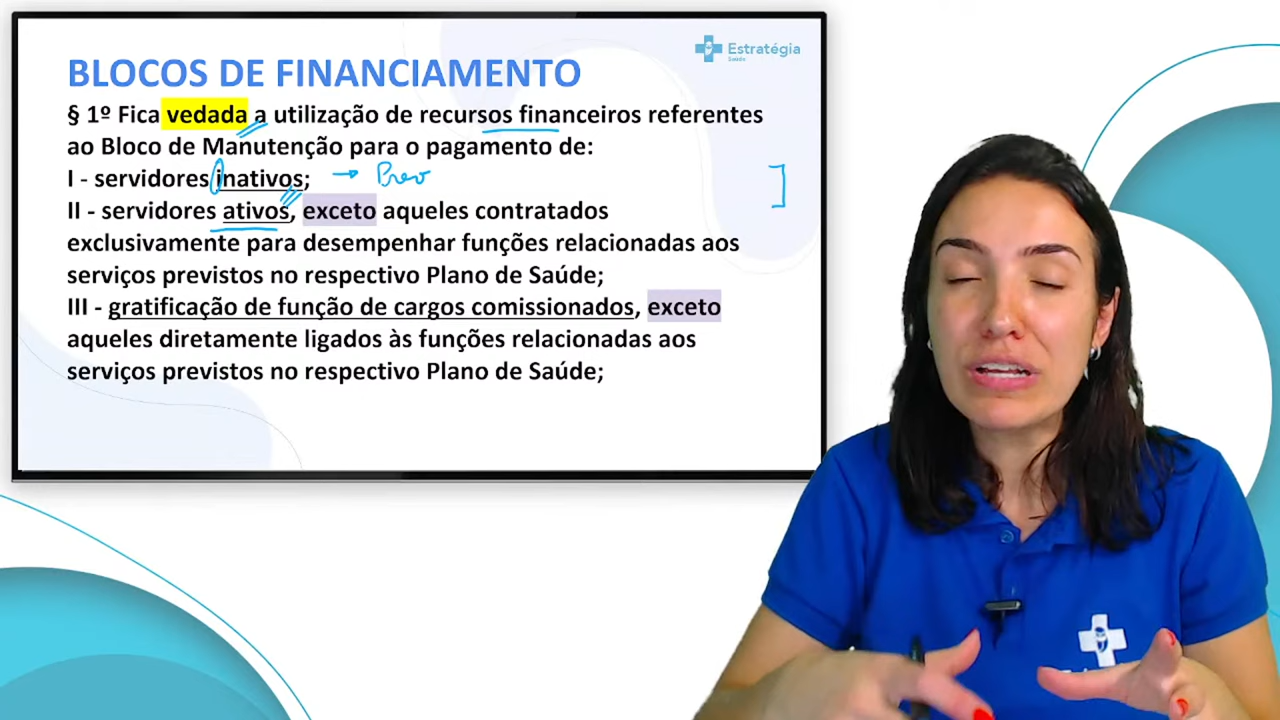 Estratégia
Saúde
BLOCOS DE FINANCIAMENTO
§ 1º Fica vedada a utilização de recursos financeiros referentes
ao Bloco de Manutenção para o pagamento de:
I - servidores inativos; → Prev
II - servidores ativos, exceto aqueles contratados
exclusivamente para desempenhar funções relacionadas aos
serviços previstos no respectivo Plano de Saúde;
III - gratificação de função de cargos comissionados, exceto
aqueles diretamente ligados às funções relacionadas aos
serviços previstos no respectivo Plano de Saúde;